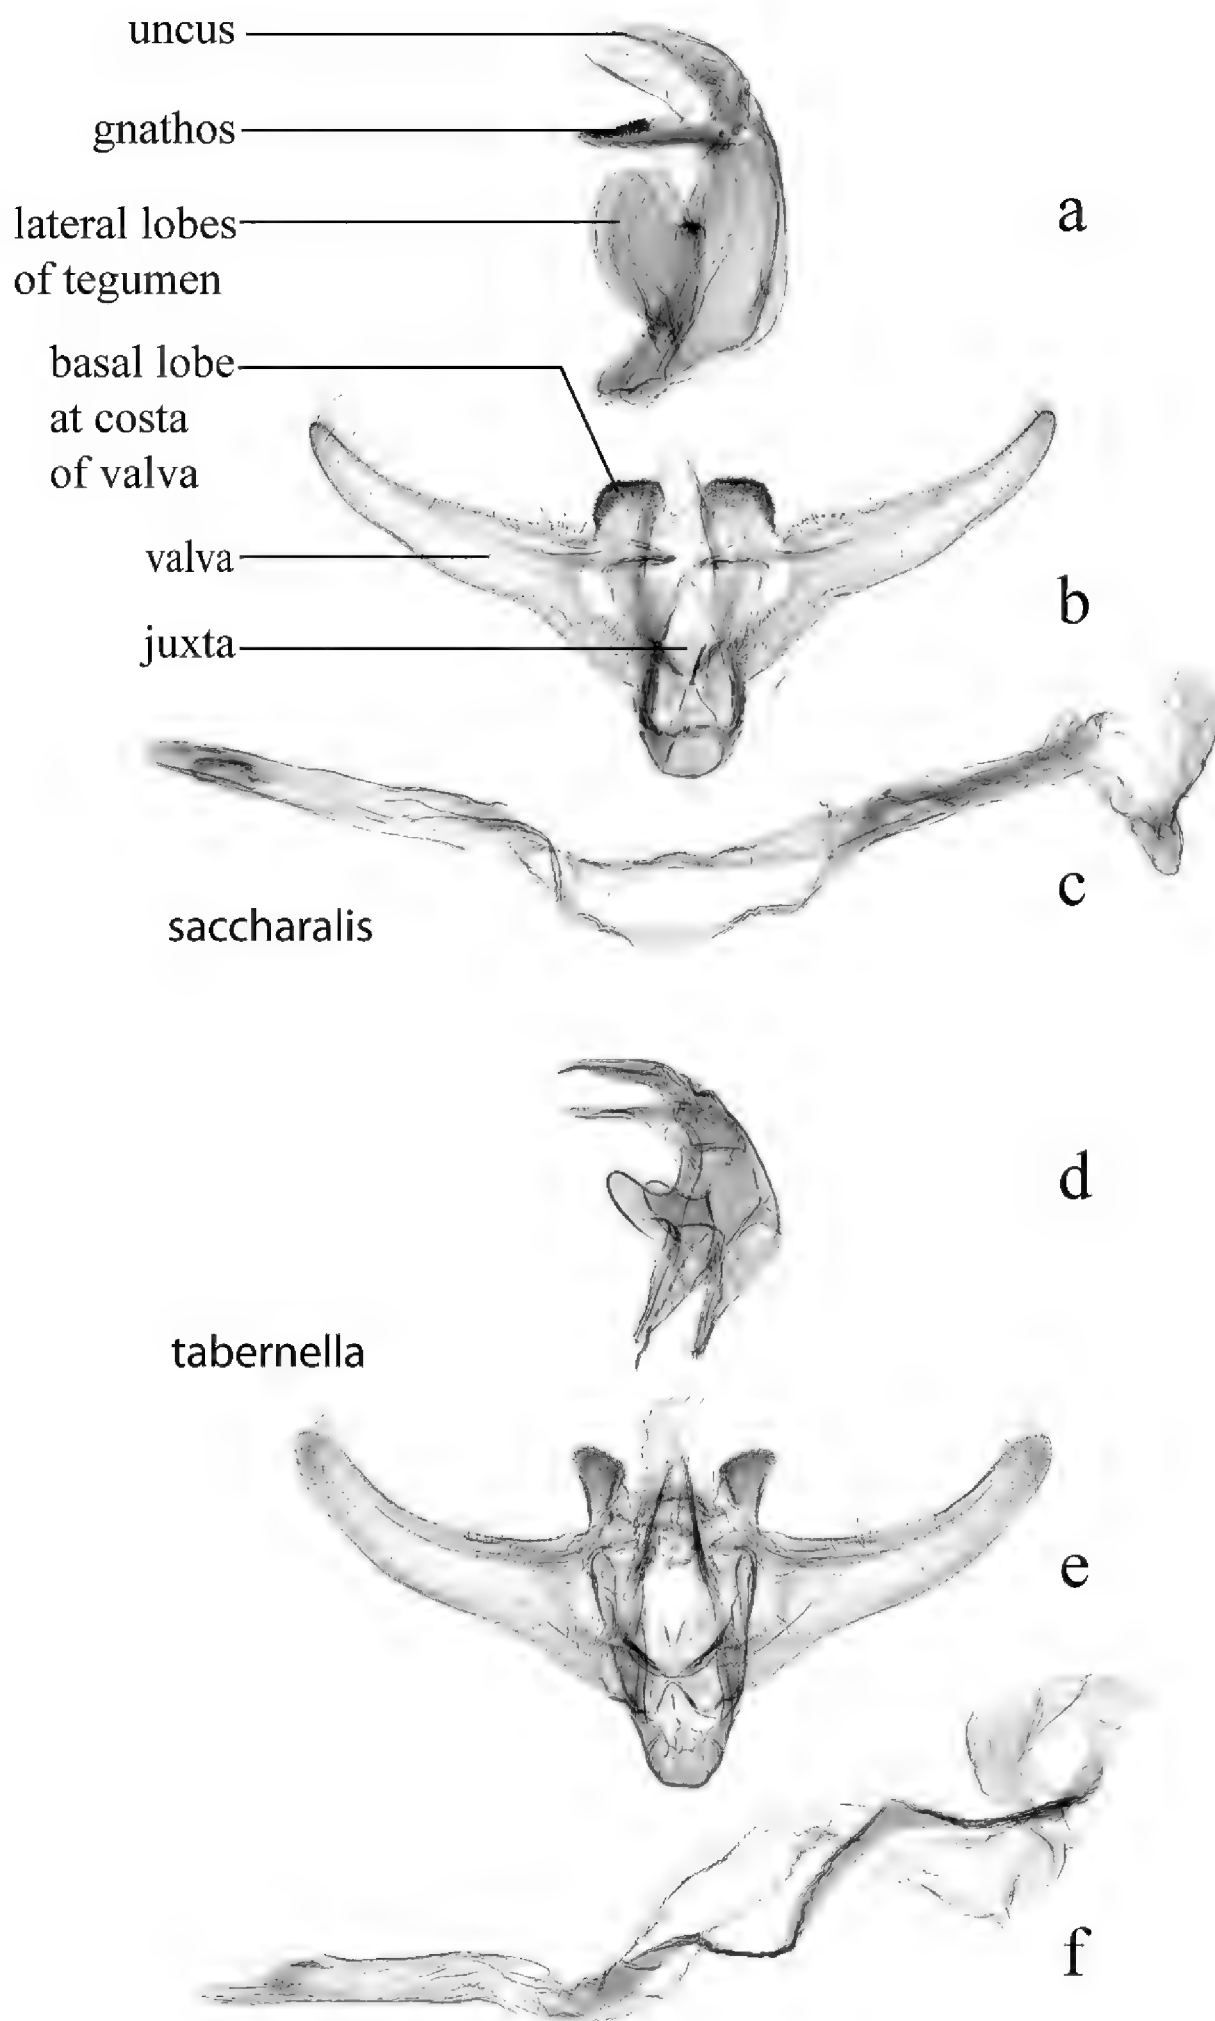 uncus
gnathos
a
lateral lobes
of tegumen
basal lobe
at costa
of valva
valva
b
juxta
c
saccharalis
d
tabernella
e
f